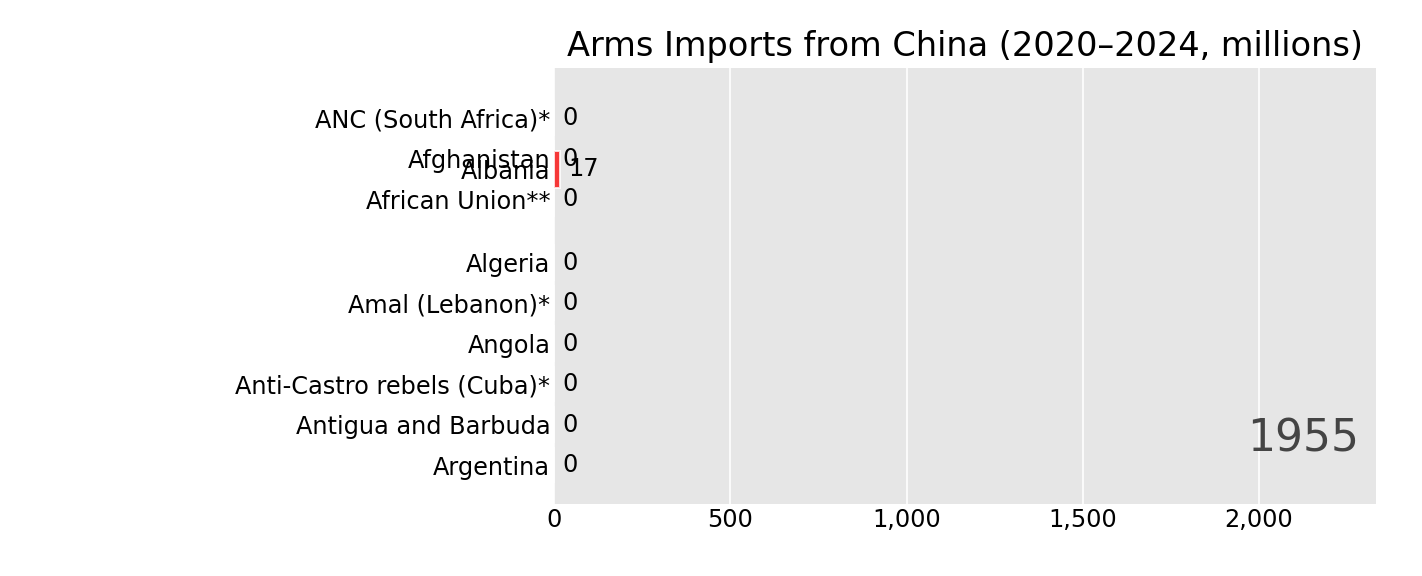 Arms Imports from China (2020–2024, millions)
ANC (South Africa)* 0
Afghanistan 0
Albania 17
African Union** 0
Algeria 0
Amal (Lebanon)* 0
Angola 0
Anti-Castro rebels (Cuba)* 0
Antigua and Barbuda 0
1955
Argentina 0
0 500 1,000 1,500 2,000